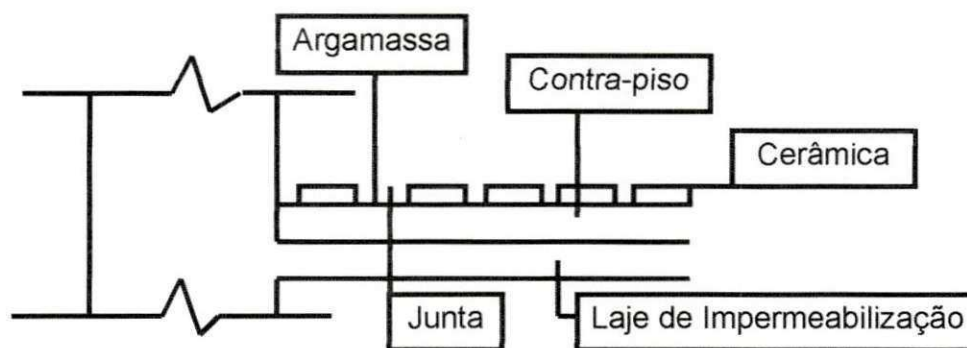 Argamassa
Contra-piso
Cerâmica
Junta
Laje de Impermeabilização